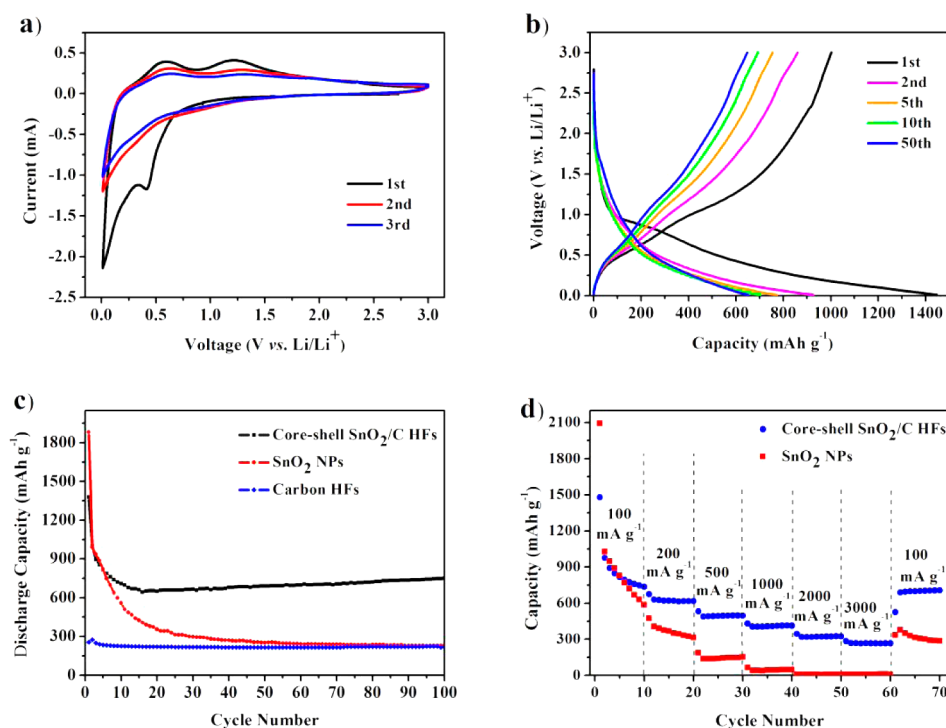 a)
0.5
0.0
-0.5
-1.0
-1.5
-2.0
-2.5
Current (mA)
1st
2nd
3rd
0.0 0.5 1.0 1.5 2.0 2.5 3.0
Voltage (V vs. Li/Li+)
b)
3.0
2.5
2.0
1.5
1.0
0.5
0.0
Voltage (V vs. Li/Li+)
1st
2nd
5th
10th
50th
0 200 400 600 800 1000 1200 1400
Capacity (mAh g-1)
c)
1800
1500
1200
900
600
300
0
Discharge Capacity (mAh g-1)
Core-shell SnO2/C HFs
SnO2 NPs
Carbon HFs
0 10 20 30 40 50 60 70 80 90 100
Cycle Number
d)
2100
1800
1500
1200
900
600
300
0
Capacity (mAh g-1)
Core-shell SnO2/C HFs
SnO2 NPs
100
mA g-1
200
mA g-1
500
mA g-1
1000
mA g-1
2000
mA g-1
3000
mA g-1
100
mA g-1
0 10 20 30 40 50 60 70
Cycle Number